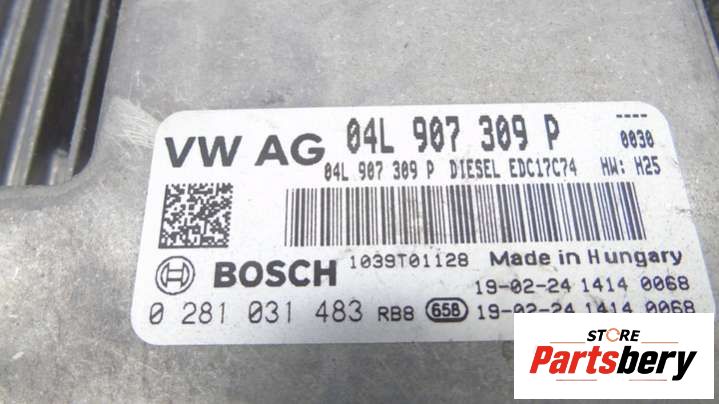 VW AG 04L 907 309 P
----
0030
04L 907 309 P DIESEL EDC17C74 HW: H25
1039T01128 Made in Hungary
BOSCH 19-02-24 1414 0068
0 281 031 483 RB8 658 19-02-24 1414 0068
STORE
Partsbery